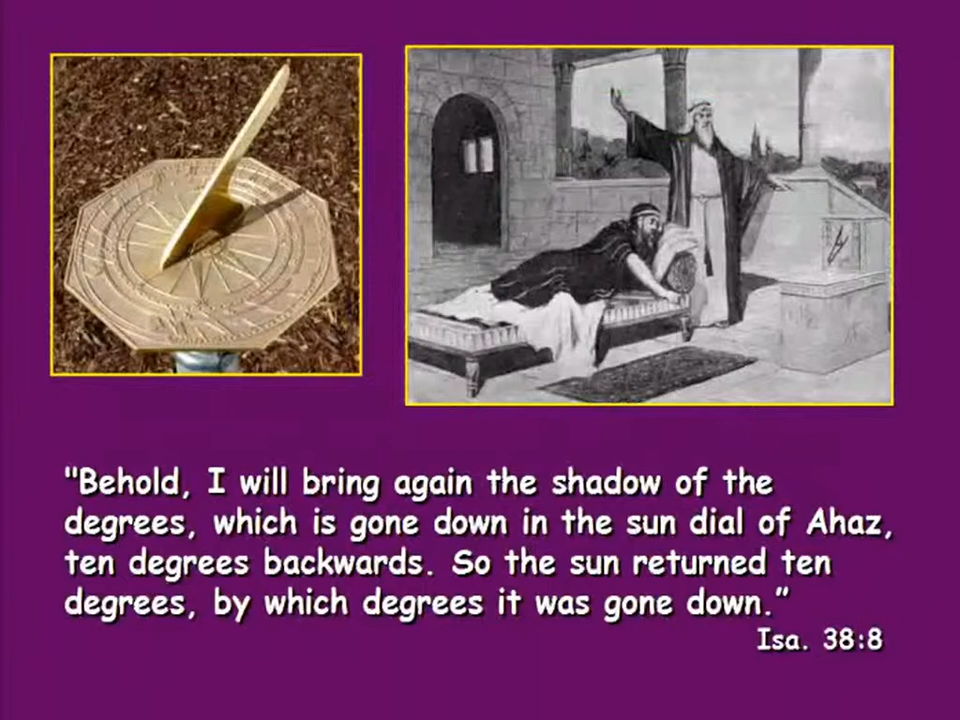 "Behold, I will bring again the shadow of the
degrees, which is gone down in the sun dial of Ahaz,
ten degrees backwards. So the sun returned ten
degrees, by which degrees it was gone down.”
Isa. 38:8